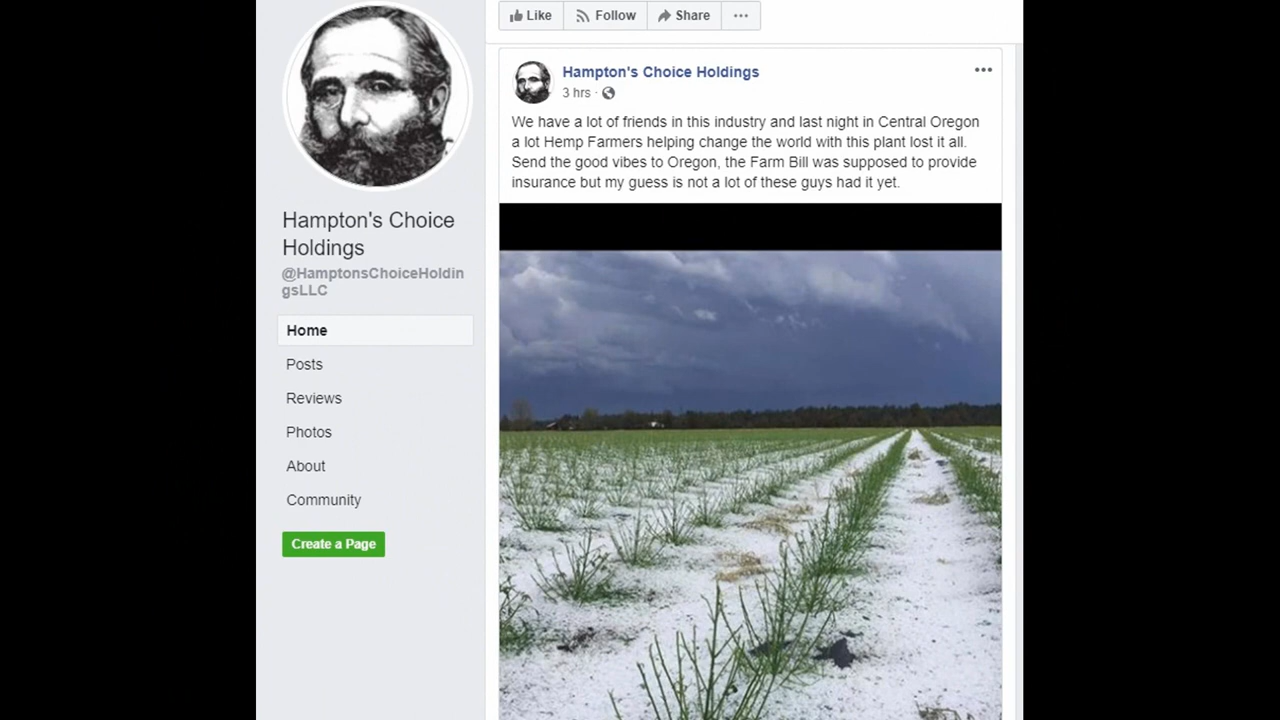 Like
Follow
Share
Hampton's Choice Holdings
3 hrs
We have a lot of friends in this industry and last night in Central Oregon
a lot Hemp Farmers helping change the world with this plant lost it all.
Send the good vibes to Oregon, the Farm Bill was supposed to provide
insurance but my guess is not a lot of these guys had it yet.
Hampton's Choice
Holdings
@HamptonsChoiceHoldin
gsLLC
Home
Posts
Reviews
Photos
About
Community
Create a Page